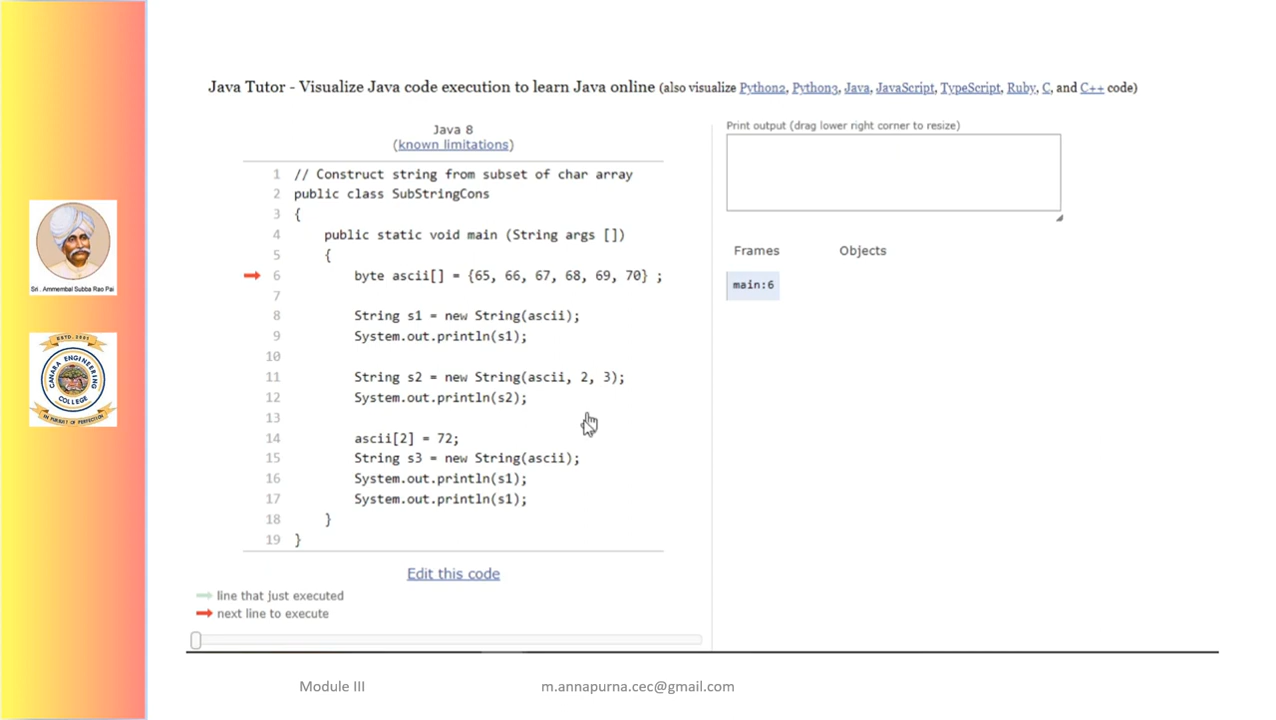 Java Tutor - Visualize Java code execution to learn Java online (also visualize Python2, Python3, Java, JavaScript, TypeScript, Ruby, C, and C++ code)
Java 8
(known limitations)
1 // Construct string from subset of char array
2 public class SubStringCons
3 {
4 public static void main (String args [])
5 {
6 byte ascii[] = {65, 66, 67, 68, 69, 70} ;
7
8 String s1 = new String(ascii);
9 System.out.println(s1);
10
11 String s2 = new String(ascii, 2, 3);
12 System.out.println(s2);
13
14 ascii[2] = 72;
15 String s3 = new String(ascii);
16 System.out.println(s1);
17 System.out.println(s1);
18 }
19 }
Edit this code
line that just executed
next line to execute
Print output (drag lower right corner to resize)
Frames Objects
main:6
Sri . Ammembal Subba Rao Pai
ESTD. 2001
CANARA ENGINEERING
COLLEGE
IN PURSUIT OF PERFECTION
Module III m.annapurna.cec@gmail.com